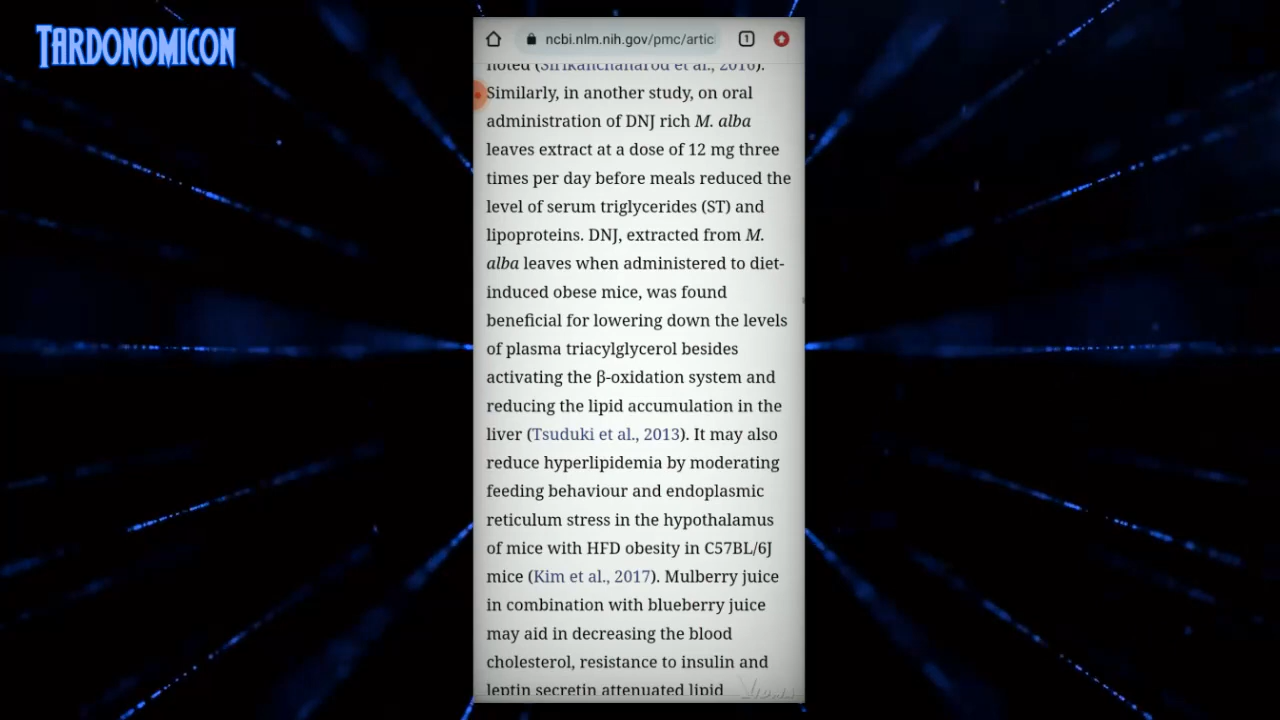 TARDONOMICON
ncbi.nlm.nih.gov/pmc/artic
1
noted (Sirikanchanarod et al., 2016).
Similarly, in another study, on oral
administration of DNJ rich M. alba
leaves extract at a dose of 12 mg three
times per day before meals reduced the
level of serum triglycerides (ST) and
lipoproteins. DNJ, extracted from M.
alba leaves when administered to diet-
induced obese mice, was found
beneficial for lowering down the levels
of plasma triacylglycerol besides
activating the β-oxidation system and
reducing the lipid accumulation in the
liver (Tsuduki et al., 2013). It may also
reduce hyperlipidemia by moderating
feeding behaviour and endoplasmic
reticulum stress in the hypothalamus
of mice with HFD obesity in C57BL/6J
mice (Kim et al., 2017). Mulberry juice
in combination with blueberry juice
may aid in decreasing the blood
cholesterol, resistance to insulin and
leptin secretin attenuated lipid